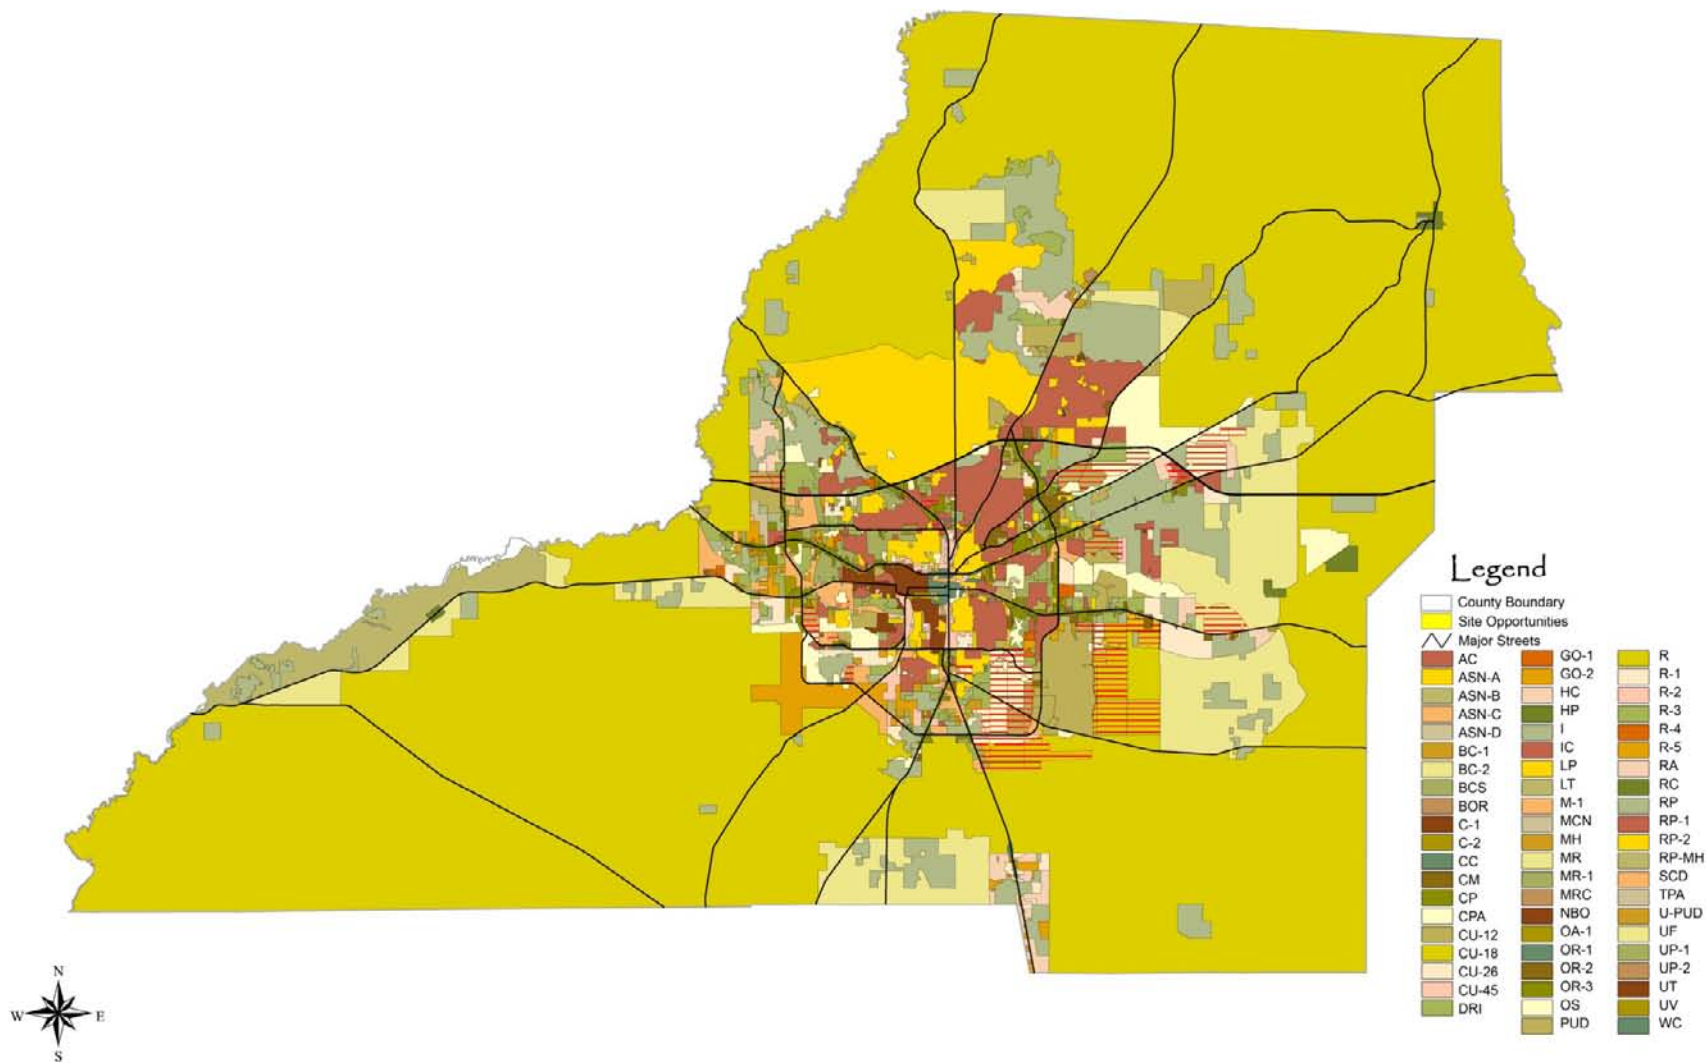 Legend
County Boundary
Site Opportunities
Major Streets
AC
ASN-A
ASN-B
ASN-C
ASN-D
BC-1
BC-2
BCS
BOR
C-1
C-2
CC
CM
CP
CPA
CU-12
CU-18
CU-26
CU-45
DRI
GO-1
GO-2
HC
HP
I
IC
LP
LT
M-1
MCN
MH
MR
MR-1
MRC
NBO
OA-1
OR-1
OR-2
OR-3
OS
PUD
R
R-1
R-2
R-3
R-4
R-5
RA
RC
RP
RP-1
RP-2
RP-MH
SCD
TPA
U-PUD
UF
UP-1
UP-2
UT
UV
WC
N
W E
S